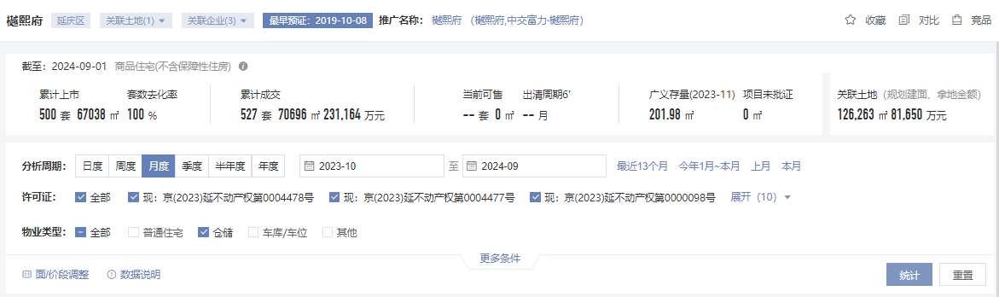 樾熙府 延庆区 关联土地(1) 关联企业(3) 最早预证：2019-10-08 推广名称： 樾熙府 （樾熙府,中交富力·樾熙府） 收藏 对比 竞品
截至：2024-09-01 商品住宅(不含保障性住房)
累计上市 套数去化率 累计成交 当前可售 出清周期6' 广义存量(2023-11) 项目未批证 关联土地（规划建面、拿地金额）
500 套 67038 ㎡ 100 % 527 套 70696 ㎡ 231,164 万元 -- 套 0 ㎡ -- 月 201.98 ㎡ 0 ㎡ 126,263 ㎡ 81,650 万元
分析周期： 日度 周度 月度 季度 半年度 年度 2023-10 至 2024-09 最近13个月 今年1月~本月 上月 本月
许可证： 全部 现：京(2023)延不动产权第0004478号 现：京(2023)延不动产权第0004477号 现：京(2023)延不动产权第0000098号 展开（10）
物业类型： 全部 普通住宅 仓储 车库/车位 其他
更多条件
面/价段调整 数据说明 统计 重置